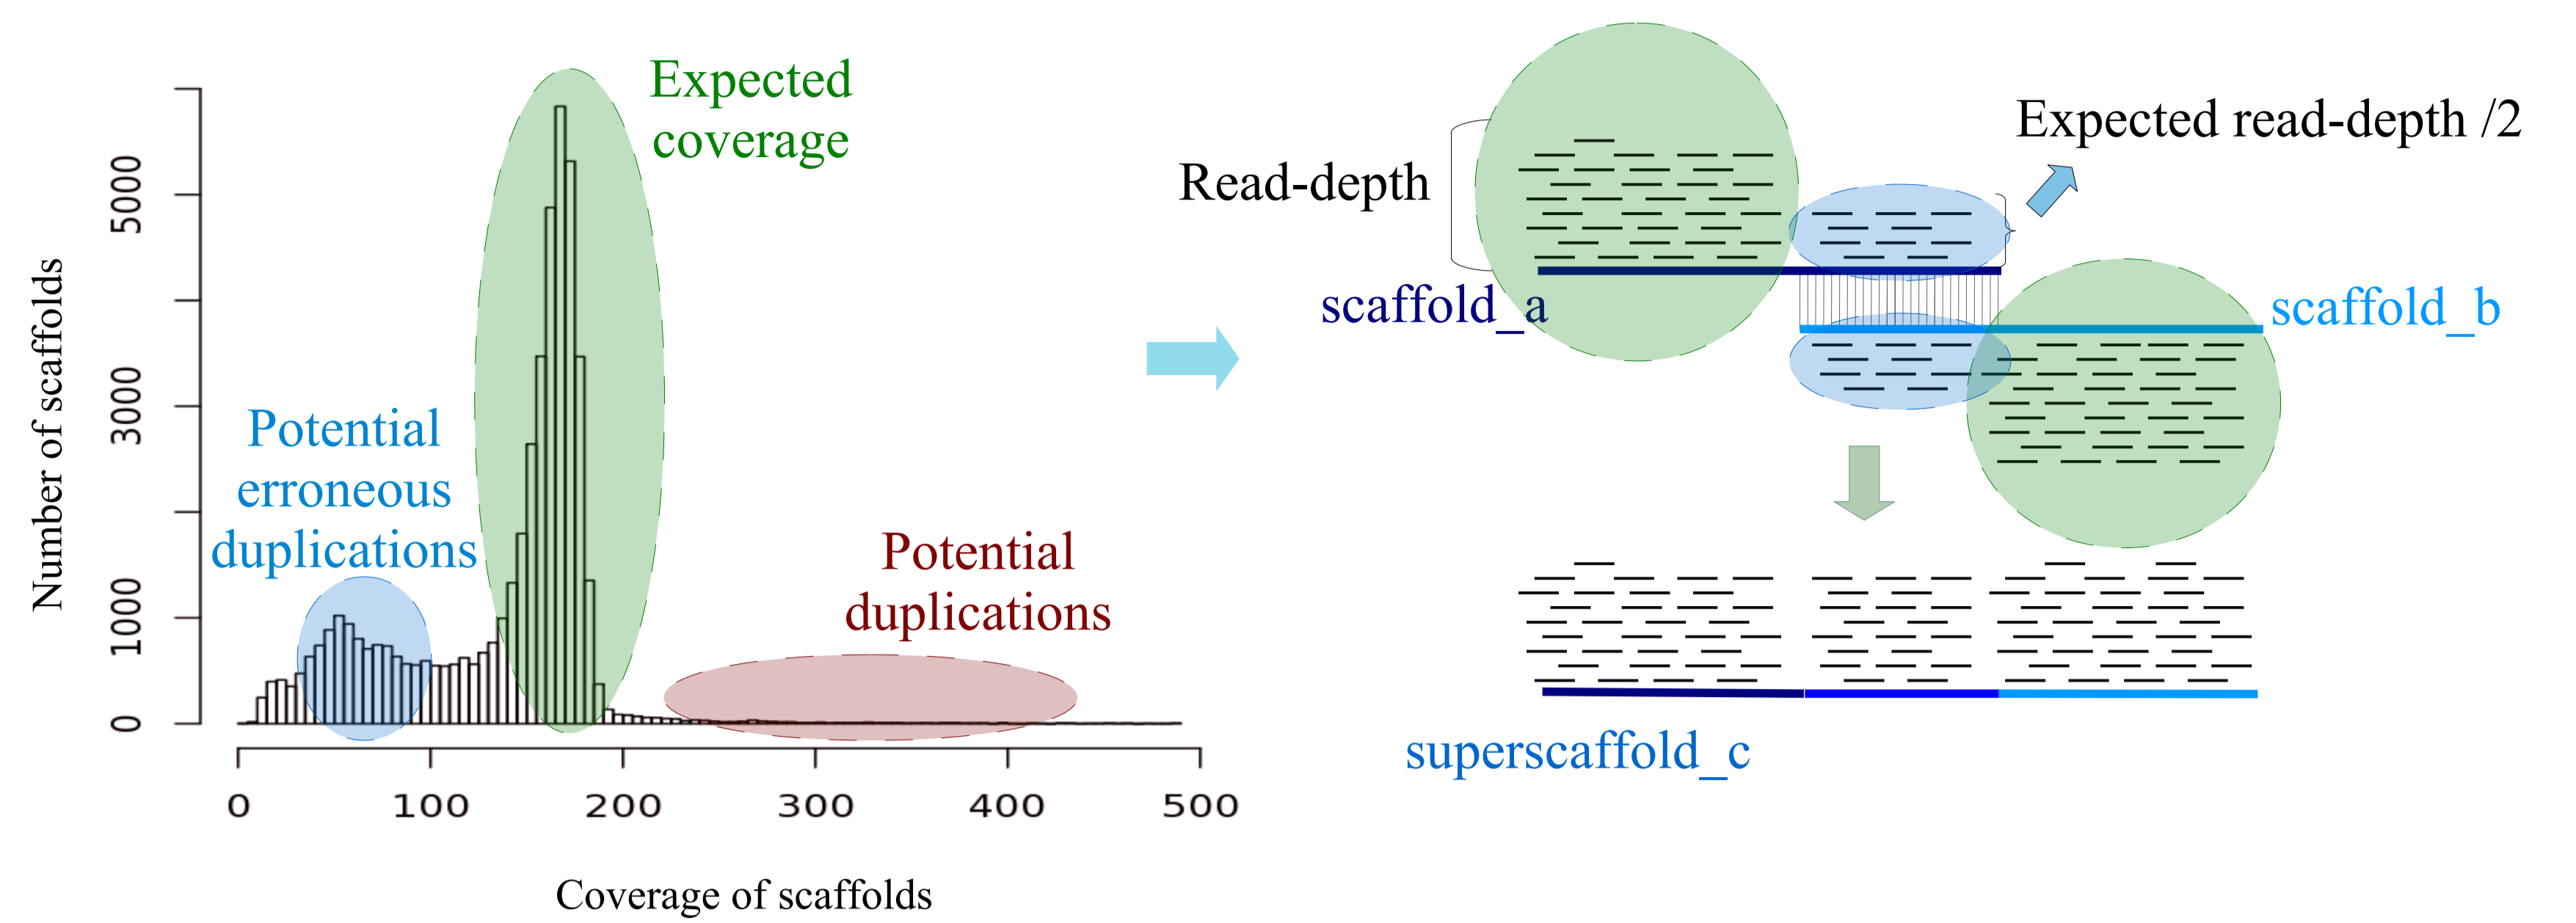 Expected
coverage
Potential
erroneous
duplications
Potential
duplications
Number of scaffolds
0
1000
3000
5000
0 100 200 300 400 500
Coverage of scaffolds
Expected read-depth /2
Read-depth
scaffold_a
scaffold_b
superscaffold_c